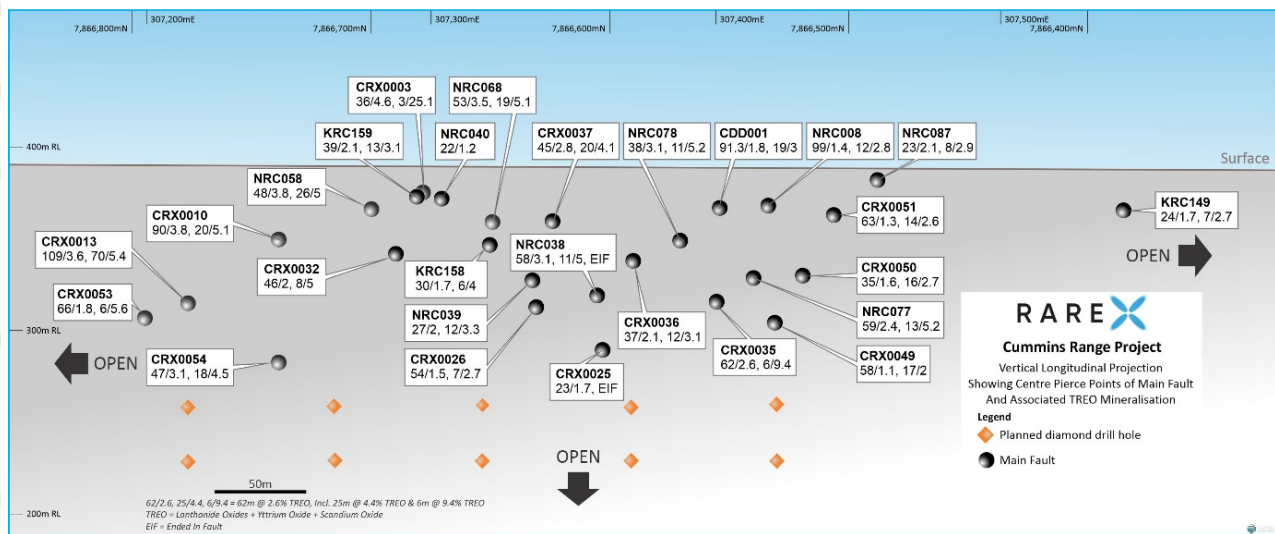 307,200mE
307,300mE
307,400mE
307,500mE
7,866,800mN
7,866,700mN
7,866,600mN
7,866,500mN
7,866,400mN
CRX0003
36/4.6, 3/25.1
NRC068
53/3.5, 19/5.1
KRC159
39/2.1, 13/3.1
NRC040
22/1.2
CRX0037
45/2.8, 20/4.1
NRC078
38/3.1, 11/5.2
CDD001
91.3/1.8, 19/3
NRC008
99/1.4, 12/2.8
NRC087
23/2.1, 8/2.9
400m RL
Surface
NRC058
48/3.8, 26/5
CRX0010
90/3.8, 20/5.1
CRX0013
109/3.6, 70/5.4
CRX0053
66/1.8, 6/5.6
CRX0032
46/2, 8/5
KRC158
30/1.7, 6/4
NRC038
58/3.1, 11/5, EIF
CRX0051
63/1.3, 14/2.6
KRC149
24/1.7, 7/2.7
OPEN
CRX0050
35/1.6, 16/2.7
NRC039
27/2, 12/3.3
CRX0036
37/2.1, 12/3.1
NRC077
59/2.4, 13/5.2
300m RL
OPEN
CRX0054
47/3.1, 18/4.5
CRX0026
54/1.5, 7/2.7
CRX0025
23/1.7, EIF
CRX0035
62/2.6, 6/9.4
CRX0049
58/1.1, 17/2
RAREX
Cummins Range Project
Vertical Longitudinal Projection
Showing Centre Pierce Points of Main Fault
And Associated TREO Mineralisation
Legend
Planned diamond drill hole
Main Fault
OPEN
50m
62/2.6, 25/4.4, 6/9.4 = 62m @ 2.6% TREO, Incl. 25m @ 4.4% TREO & 6m @ 9.4% TREO
TREO = Lanthanide Oxides + Yttrium Oxide + Scandium Oxide
EIF = Ended In Fault
200m RL